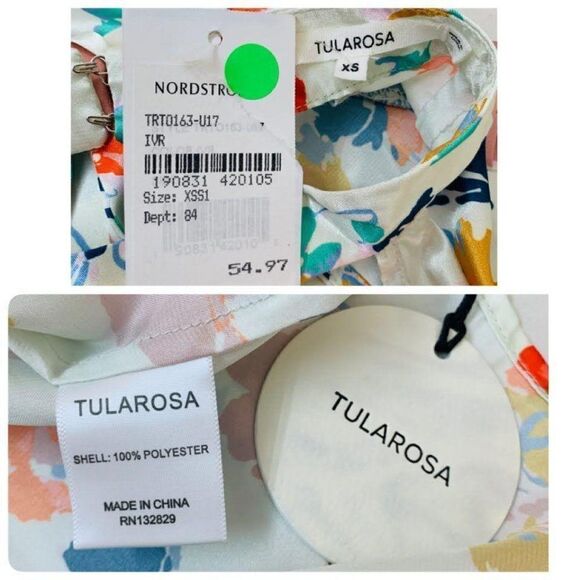 NORDSTRO
TRT0163-U17
IVR
190831 420105
Size: XSS1
Dept: 84
54.97
TULAROSA
XS
TULAROSA
SHELL: 100% POLYESTER
MADE IN CHINA
RN132829
TULAROSA